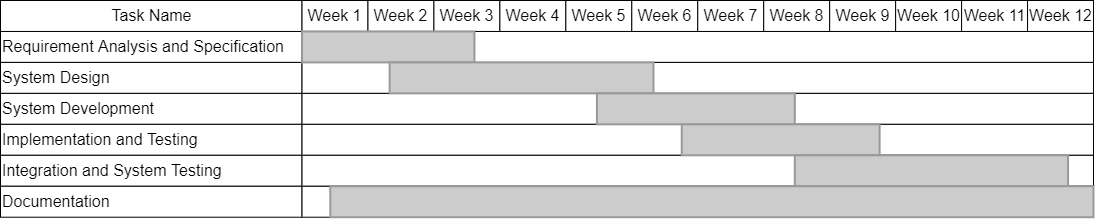 Task Name Week 1 Week 2 Week 3 Week 4 Week 5 Week 6 Week 7 Week 8 Week 9 Week 10 Week 11 Week 12
Requirement Analysis and Specification
System Design
System Development
Implementation and Testing
Integration and System Testing
Documentation